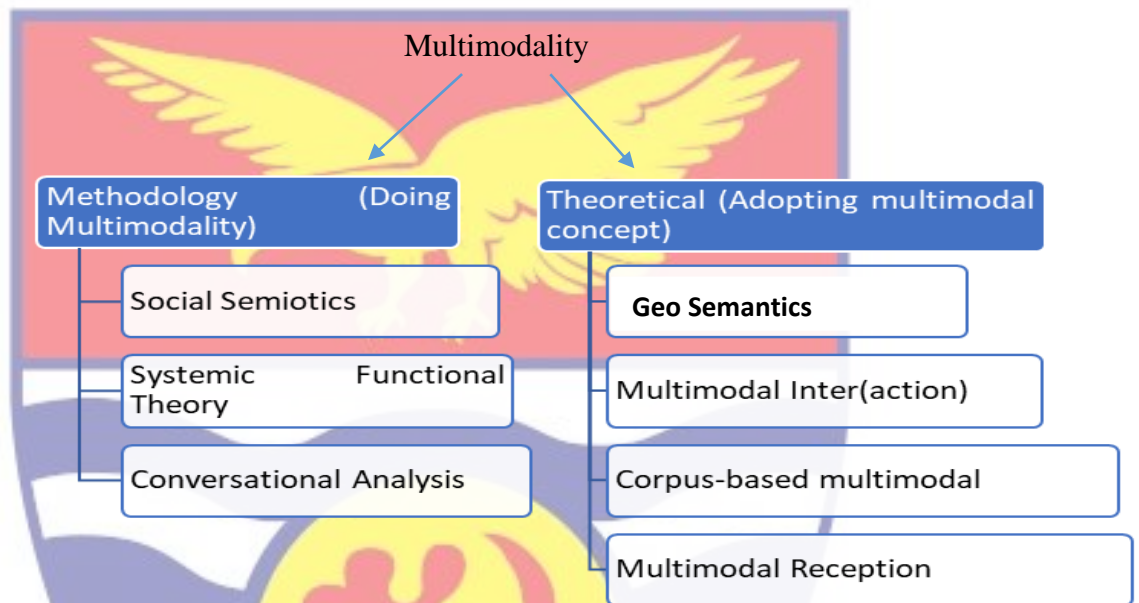 Multimodality
Methodology (Doing
Multimodality)
Social Semiotics
Systemic Functional
Theory
Conversational Analysis
Theoretical (Adopting multimodal
concept)
Geo Semantics
Multimodal Inter(action)
Corpus-based multimodal
Multimodal Reception